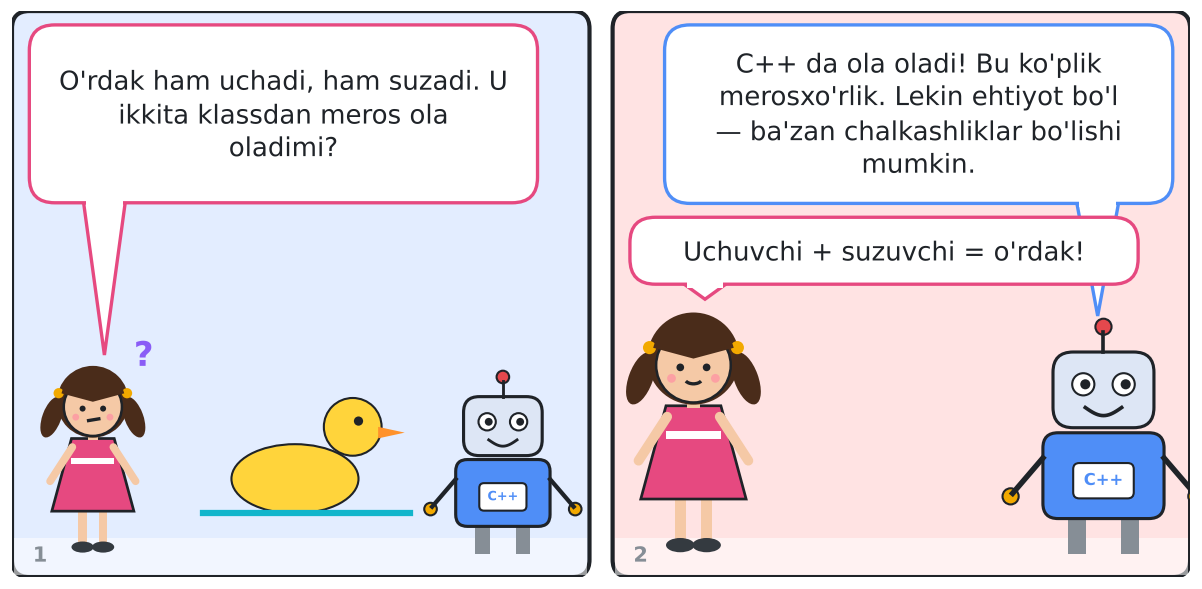 O'rdak ham uchadi, ham suzadi. U
ikkita klassdan meros ola
oladimi?
?
C++
1
C++ da ola oladi! Bu ko'plik
merosxo'rlik. Lekin ehtiyot bo'l
— ba'zan chalkashliklar bo'lishi
mumkin.
Uchuvchi + suzuvchi = o'rdak!
C++
2